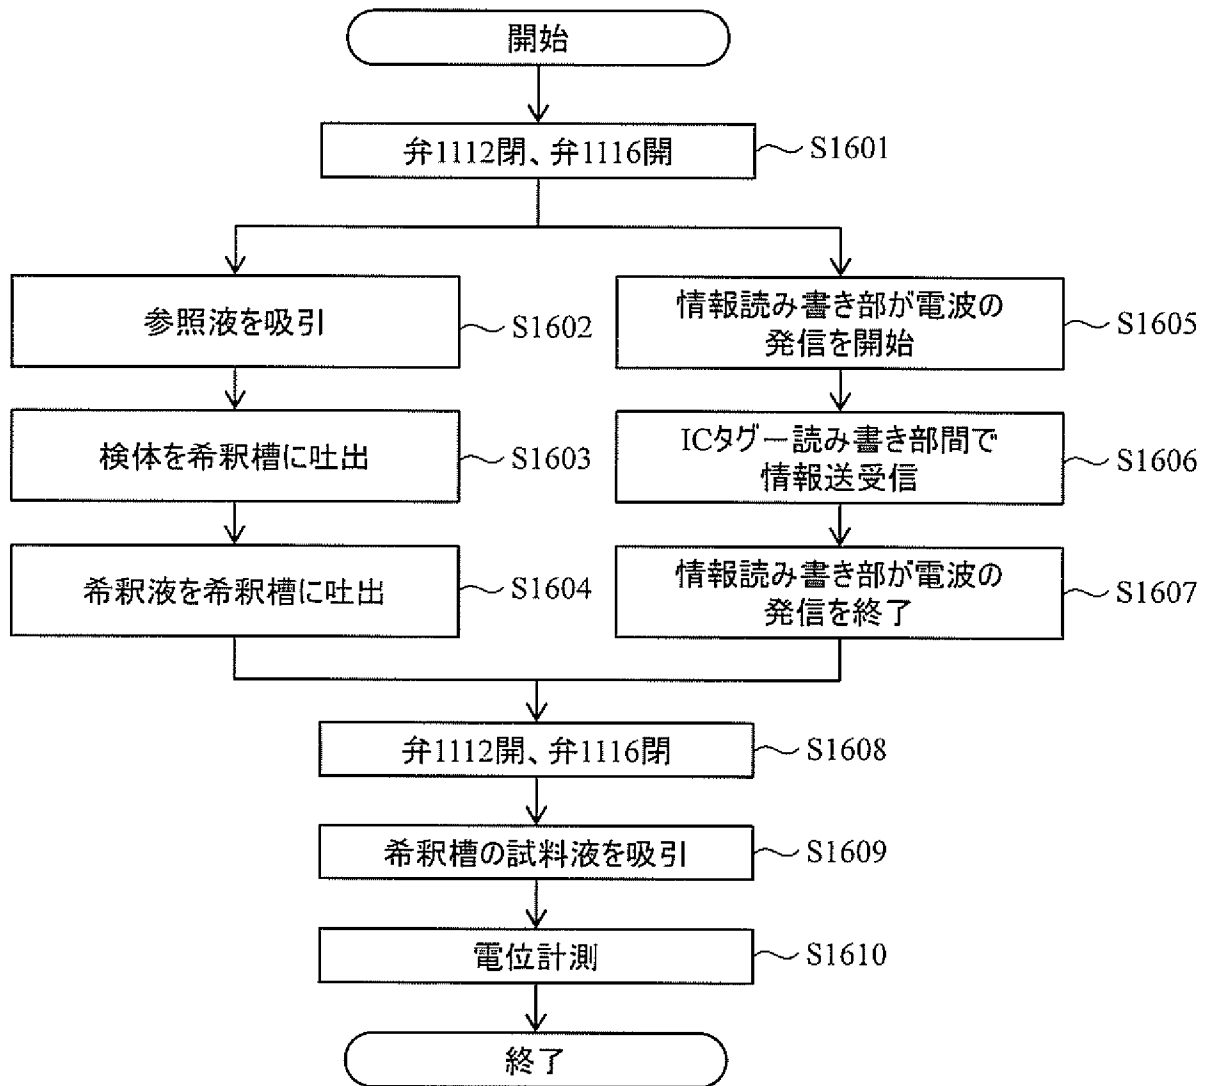 開始
弁1112閉、弁1116開
S1601
参照液を吸引
S1602
検体を希釈槽に吐出
S1603
希釈液を希釈槽に吐出
S1604
情報読み書き部が電波の
発信を開始
S1605
ICタグー読み書き部間で
情報送受信
S1606
情報読み書き部が電波の
発信を終了
S1607
弁1112開、弁1116閉
S1608
希釈槽の試料液を吸引
S1609
電位計測
S1610
終了